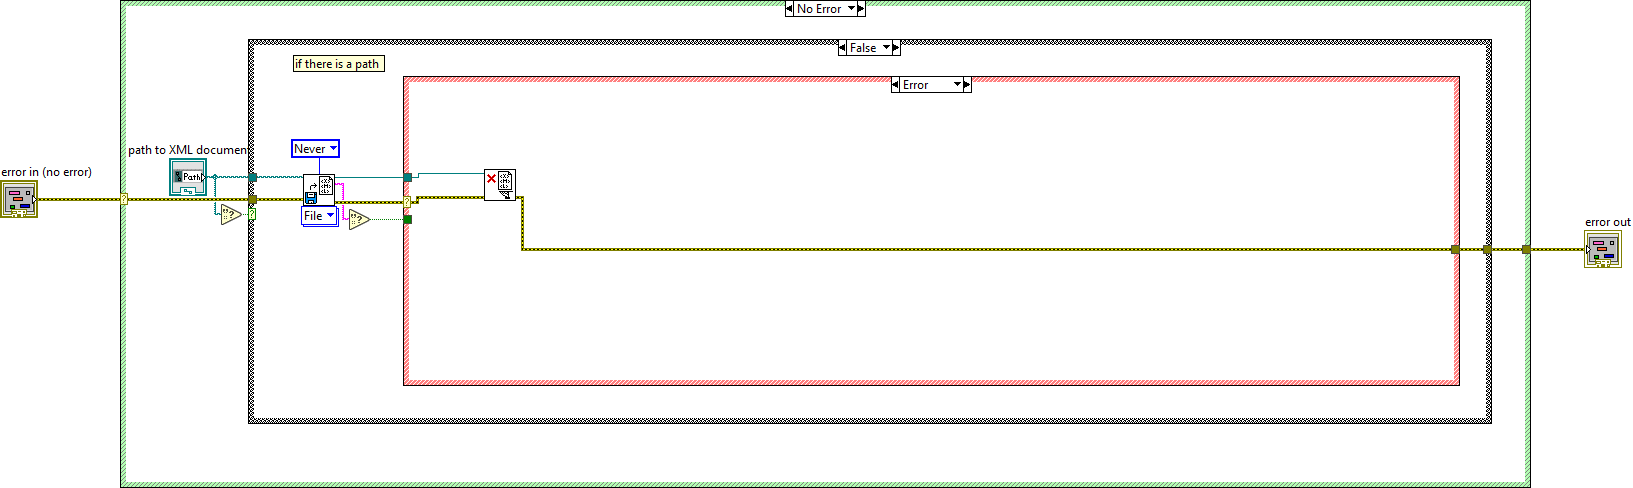 No Error
False
if there is a path
Error
Never
path to XML documen
error in (no error)
Path
?
?
File
?
?
?
error out